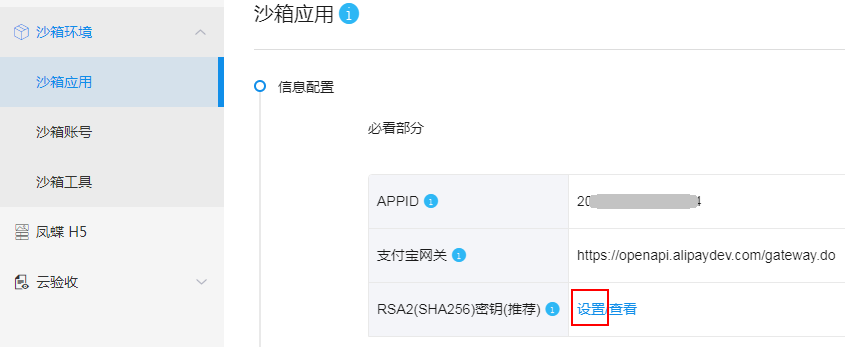 沙箱环境
沙箱应用
沙箱账号
沙箱工具
凤蝶 H5
云验收
沙箱应用
信息配置
必看部分
APPID 20 4
支付宝网关 https://openapi.alipaydev.com/gateway.do
RSA2(SHA256)密钥(推荐) 设置/查看